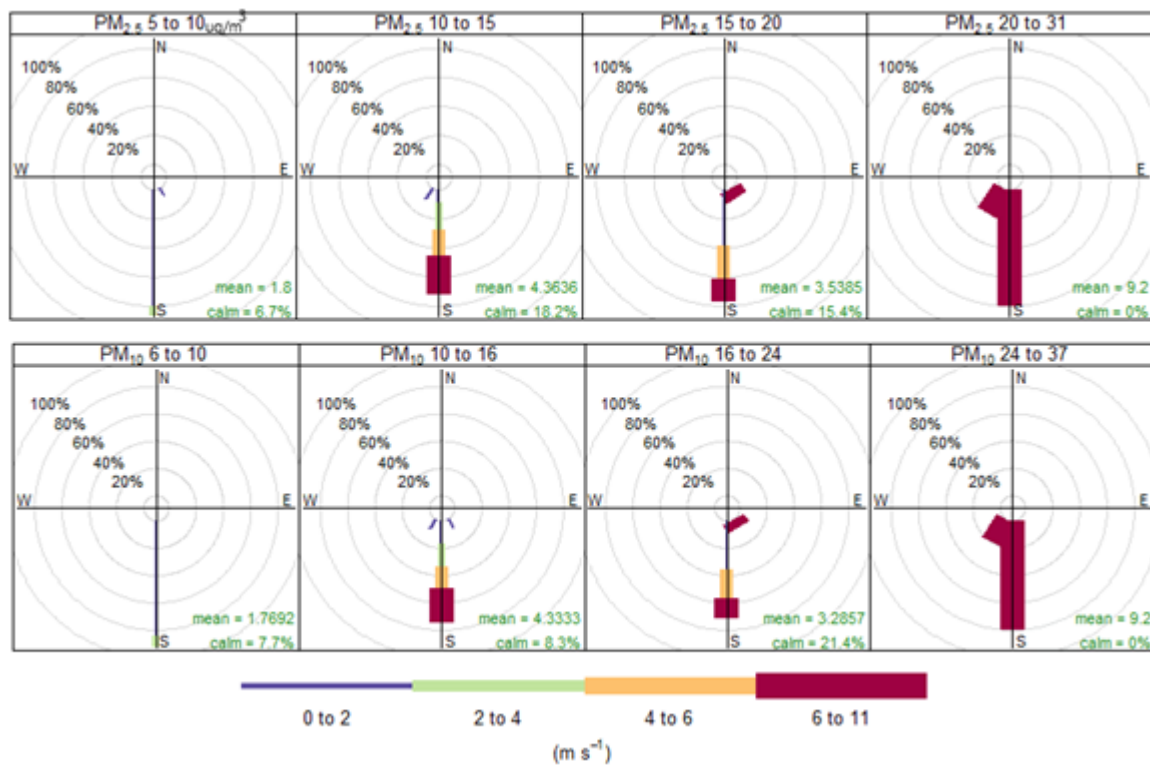 PM2.5 5 to 10ug/m3 PM2.5 10 to 15 PM2.5 15 to 20 PM2.5 20 to 31
N N N N
100% 100% 100% 100%
80% 80% 80% 80%
60% 60% 60% 60%
40% 40% 40% 40%
20% 20% 20% 20%
W E W E W E W E
mean = 1.8 mean = 4.3636 mean = 3.5385 mean = 9.2
S calm = 6.7% S calm = 18.2% S calm = 15.4% S calm = 0%
PM10 6 to 10 PM10 10 to 16 PM10 16 to 24 PM10 24 to 37
N N N N
100% 100% 100% 100%
80% 80% 80% 80%
60% 60% 60% 60%
40% 40% 40% 40%
20% 20% 20% 20%
W E W E W E W E
mean = 1.7692 mean = 4.3333 mean = 3.2857 mean = 9.2
S calm = 7.7% S calm = 8.3% S calm = 21.4% S calm = 0%
0 to 2 2 to 4 4 to 6 6 to 11
(m s−1)